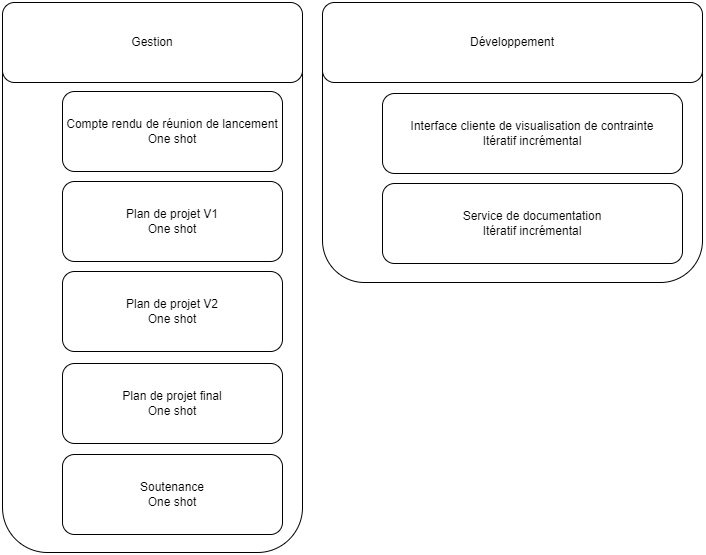 Gestion
Compte rendu de réunion de lancement
One shot
Plan de projet V1
One shot
Plan de projet V2
One shot
Plan de projet final
One shot
Soutenance
One shot
Développement
Interface cliente de visualisation de contrainte
Itératif incrémental
Service de documentation
Itératif incrémental